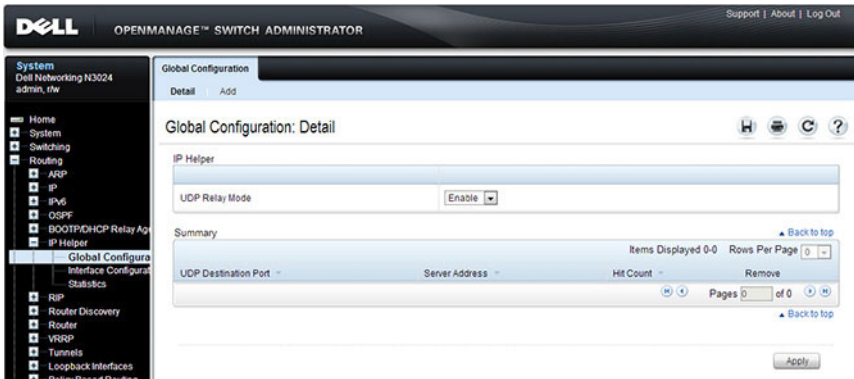 Support | About | Log Out
DELL OPENMANAGE™ SWITCH ADMINISTRATOR
System
Dell Networking N3024
admin, r/w
Home
System
Switching
Routing
ARP
IP
IPv6
OSPF
BOOTP/DHCP Relay Age
IP Helper
Global Configura
Interface Configurat
Statistics
RIP
Router Discovery
Router
VRRP
Tunnels
Loopback Interfaces
Policy Based Routing
Global Configuration
Detail Add
Global Configuration: Detail
IP Helper
UDP Relay Mode Enable
Summary Back to top
Items Displayed 0-0 Rows Per Page 0
UDP Destination Port Server Address Hit Count Remove
Pages 0 of 0
Back to top
Apply